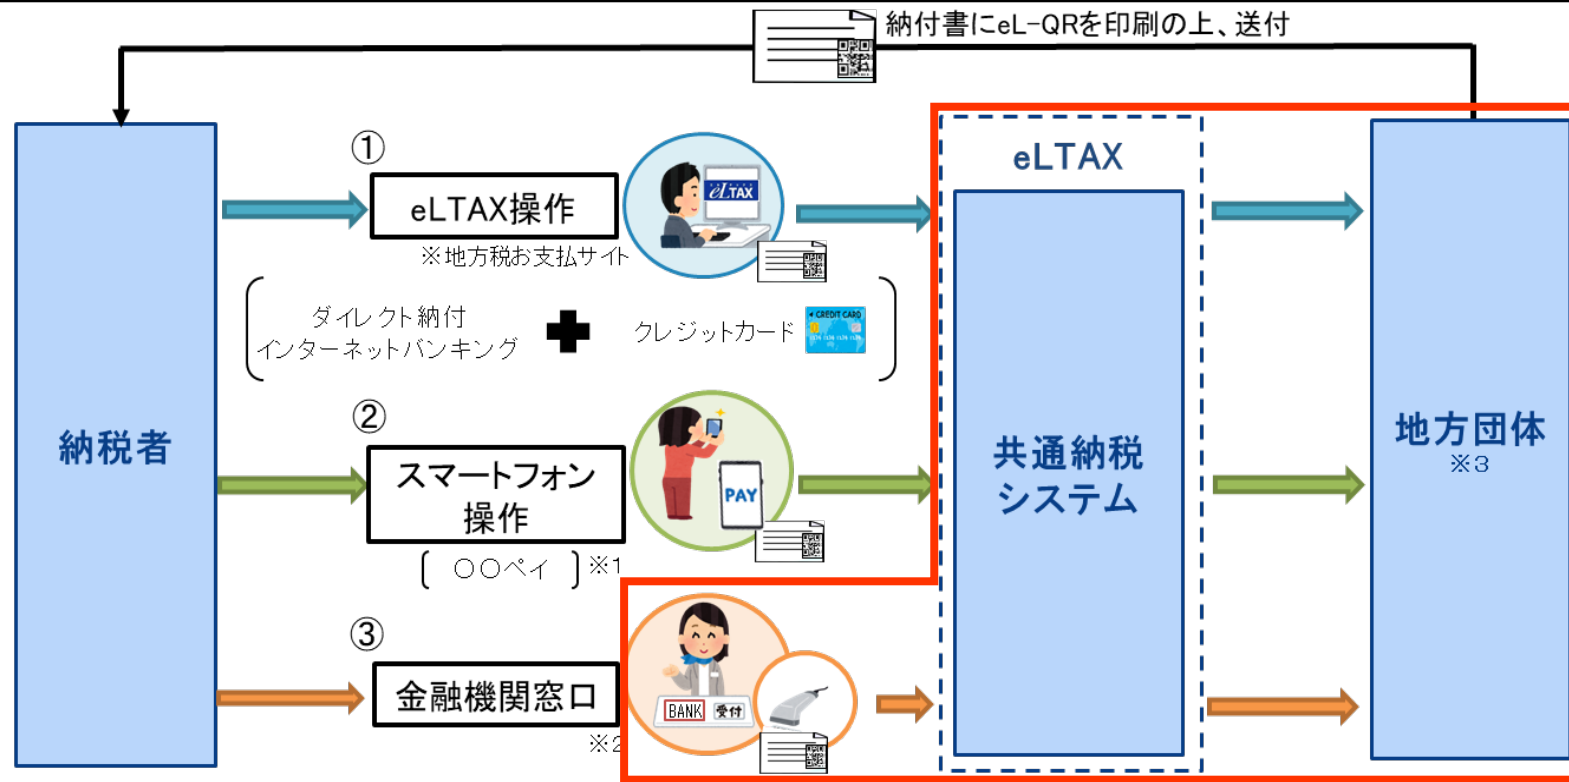 納付書にeL-QRを印刷の上、送付
納税者
①
eLTAX操作
※地方税お支払サイト
eLTAX
ダイレクト納付
インターネットバンキング
クレジットカード
CREDIT CARD
②
スマートフォン
操作
〔 〇〇ペイ 〕※1
PAY
③
金融機関窓口
※2
BANK 受付
eLTAX
共通納税
システム
地方団体
※3